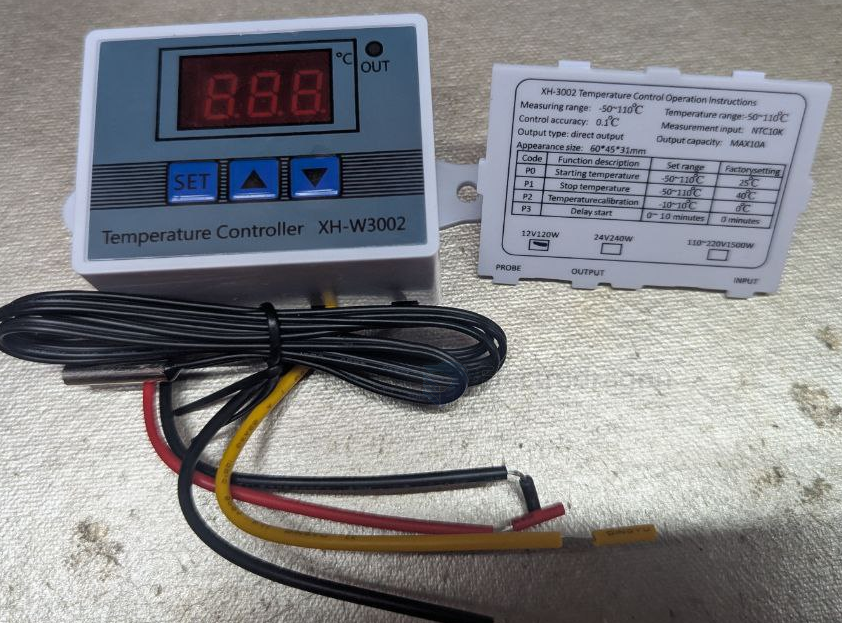 888
°C
OUT
SET
Temperature Controller XH-W3002
XH-3002 Temperature Control Operation Instructions
Measuring range: -50~110℃ Temperature range:-50~110℃
Control accuracy: 0.1℃ Measurement input: NTC10K
Output type: direct output Output capacity: MAX10A
Appearance size: 60*45*31mm
Code Function description Set range Factorysetting
P0 Starting temperature -50~110℃ 25℃
P1 Stop temperature -50~110℃ 40℃
P2 Temperaturecalibration -10~10℃ 0℃
P3 Delay start 0~10 minutes 0 minutes
12V120W 24V240W 110~220V1500W
PROBE OUTPUT INPUT